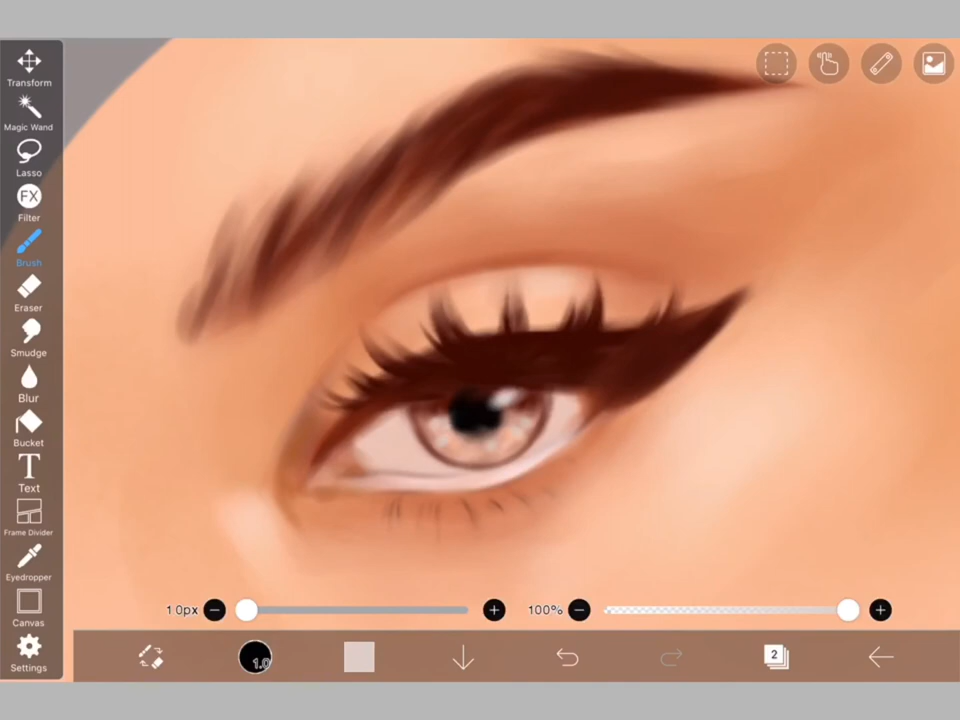 Transform
Magic Wand
Lasso
FX
Filter
Brush
Eraser
Smudge
Blur
Bucket
T
Text
Frame Divider
Eyedropper
Canvas
Settings
1.0px − +
100% − +
1.0
2